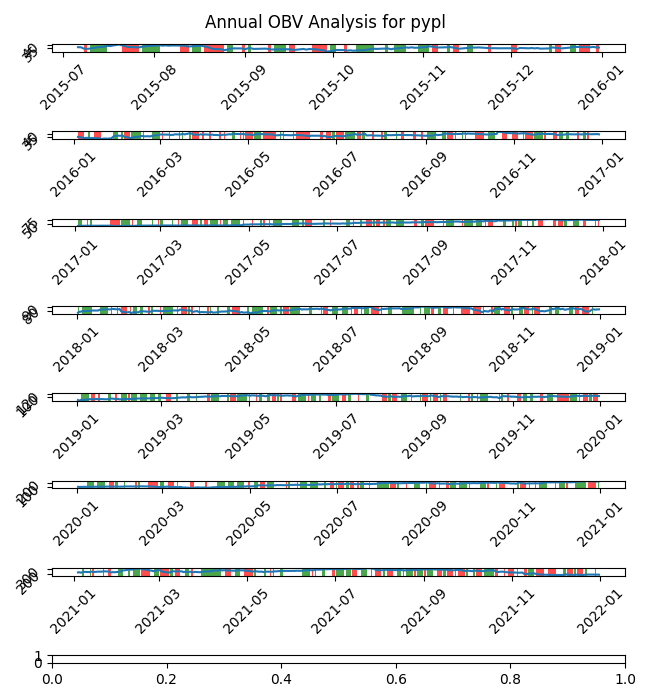 Annual OBV Analysis for pypl
2015-07 2015-08 2015-09 2015-10 2015-11 2015-12 2016-01
2016-01 2016-03 2016-05 2016-07 2016-09 2016-11 2017-01
2017-01 2017-03 2017-05 2017-07 2017-09 2017-11 2018-01
2018-01 2018-03 2018-05 2018-07 2018-09 2018-11 2019-01
2019-01 2019-03 2019-05 2019-07 2019-09 2019-11 2020-01
2020-01 2020-03 2020-05 2020-07 2020-09 2020-11 2021-01
2021-01 2021-03 2021-05 2021-07 2021-09 2021-11 2022-01
1
0
0.0 0.2 0.4 0.6 0.8 1.0